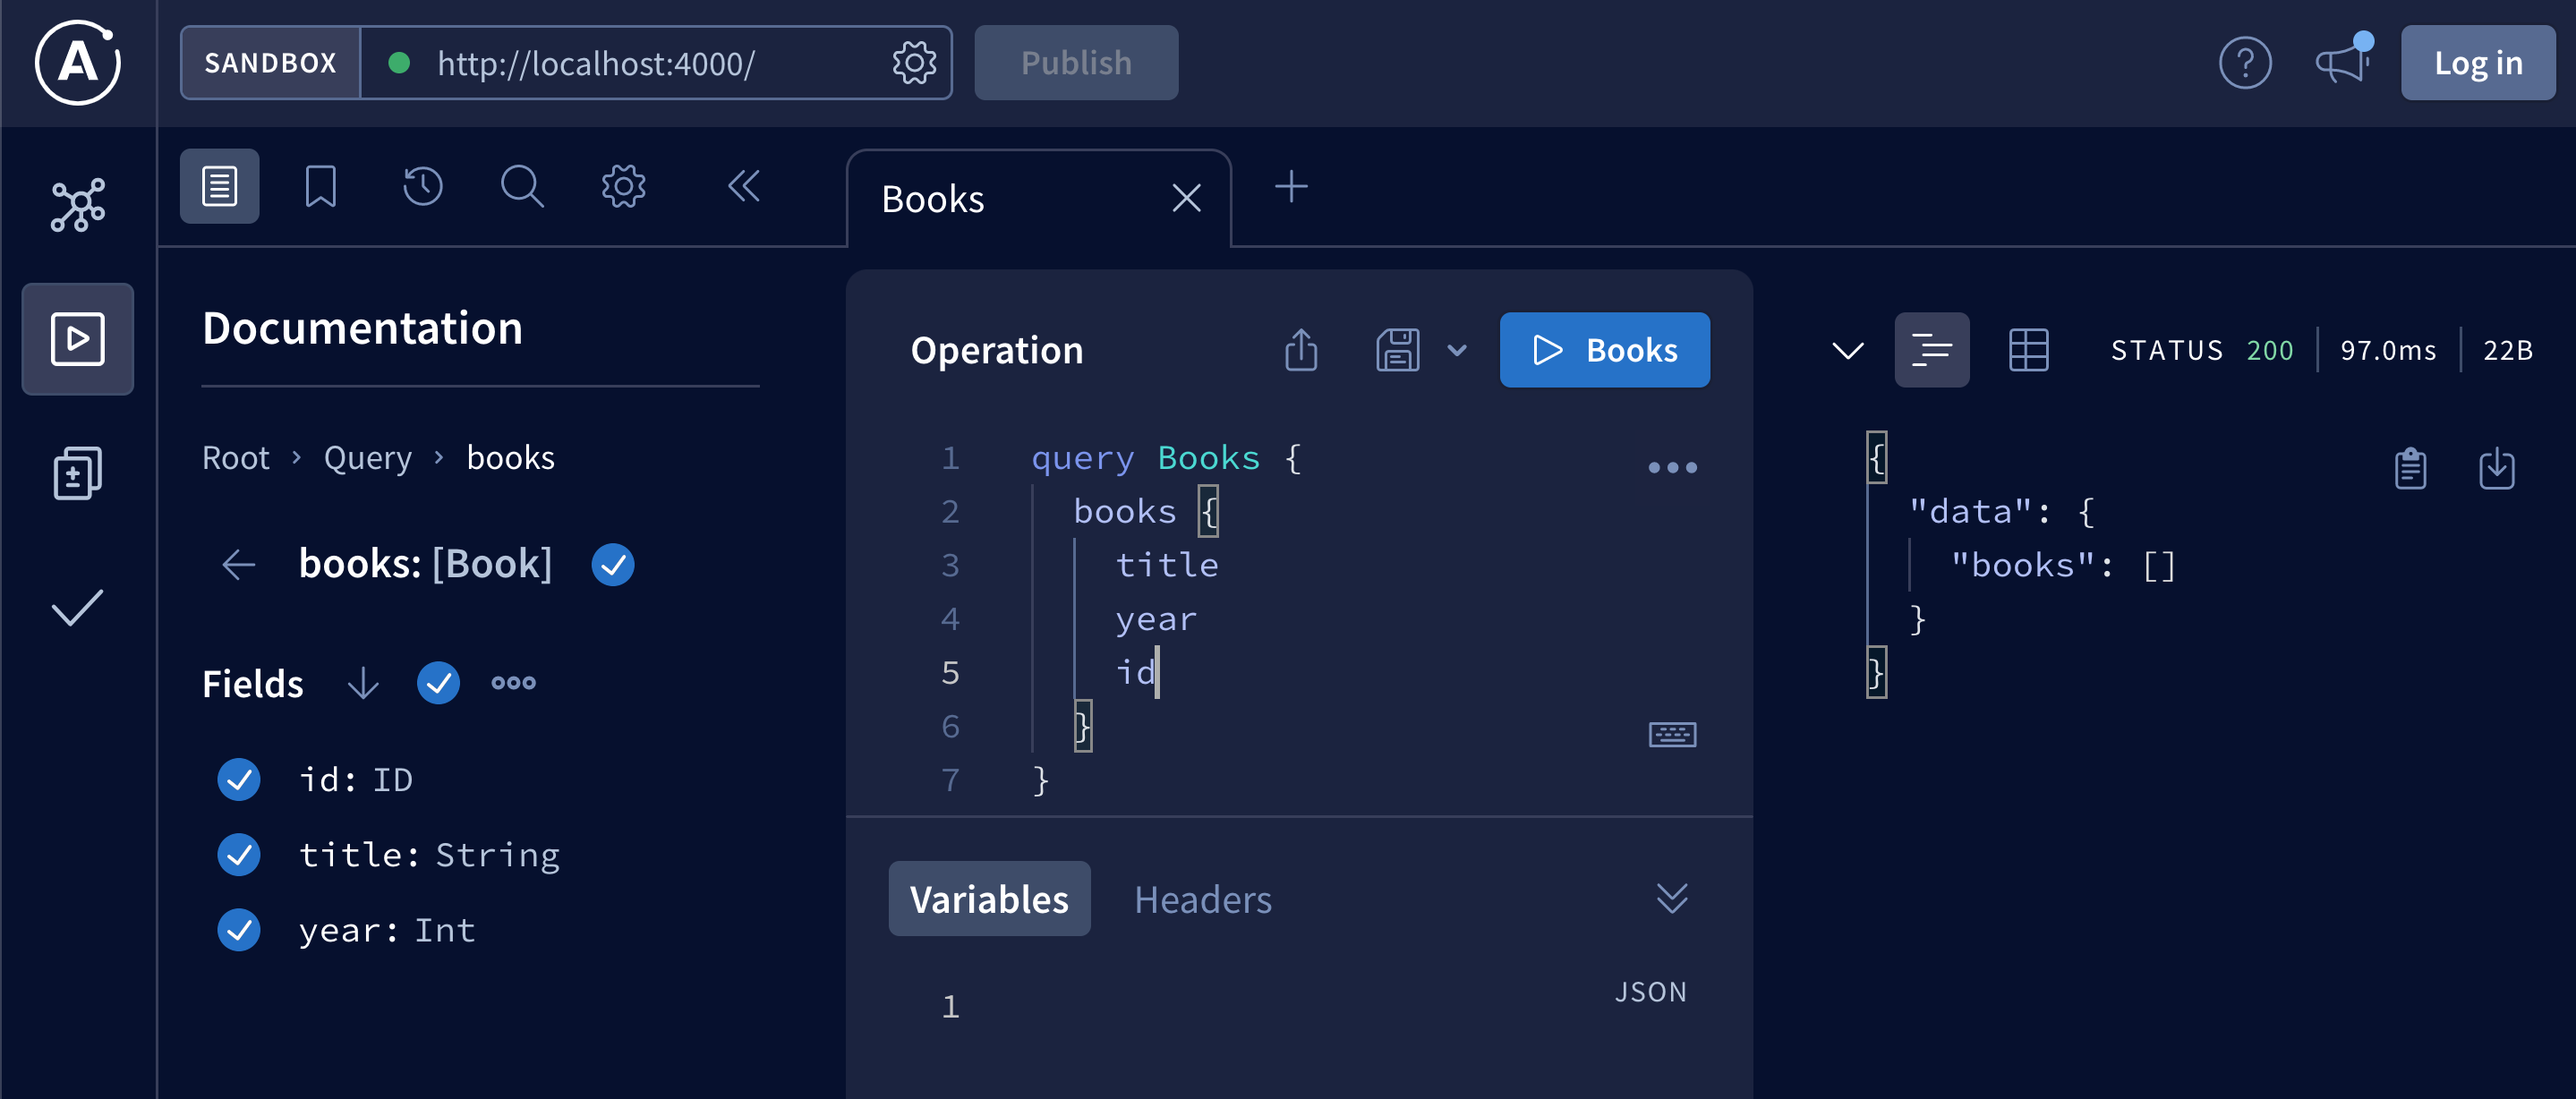 A
SANDBOX http://localhost:4000/ Publish ? Log in
Books
Documentation
Root › Query › books
books: [Book]
Fields
id: ID
title: String
year: Int
Operation
Books
1 query Books {
2 books {
3 title
4 year
5 id
6 }
7 }
Variables Headers
JSON
1
STATUS 200 97.0ms 22B
{
"data": {
"books": []
}
}